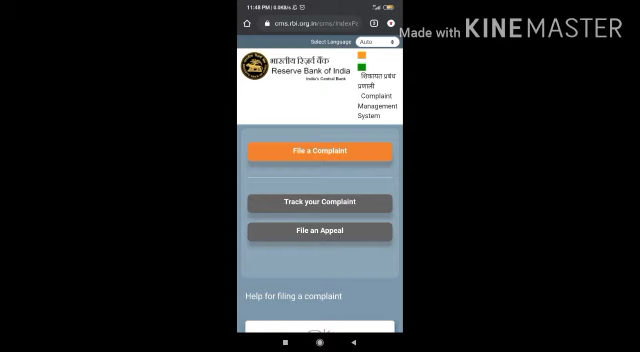 11:48 PM | 0.0KB/s
Made with KINEMASTER
cms.rbi.org.in/cms/IndexPa
Select Language
Auto
भारतीय रिज़र्व बैंक
Reserve Bank of India
India's Central Bank
शिकायत प्रबंध
प्रणाली
Complaint
Management
System
File a Complaint
Track your Complaint
File an Appeal
Help for filing a complaint